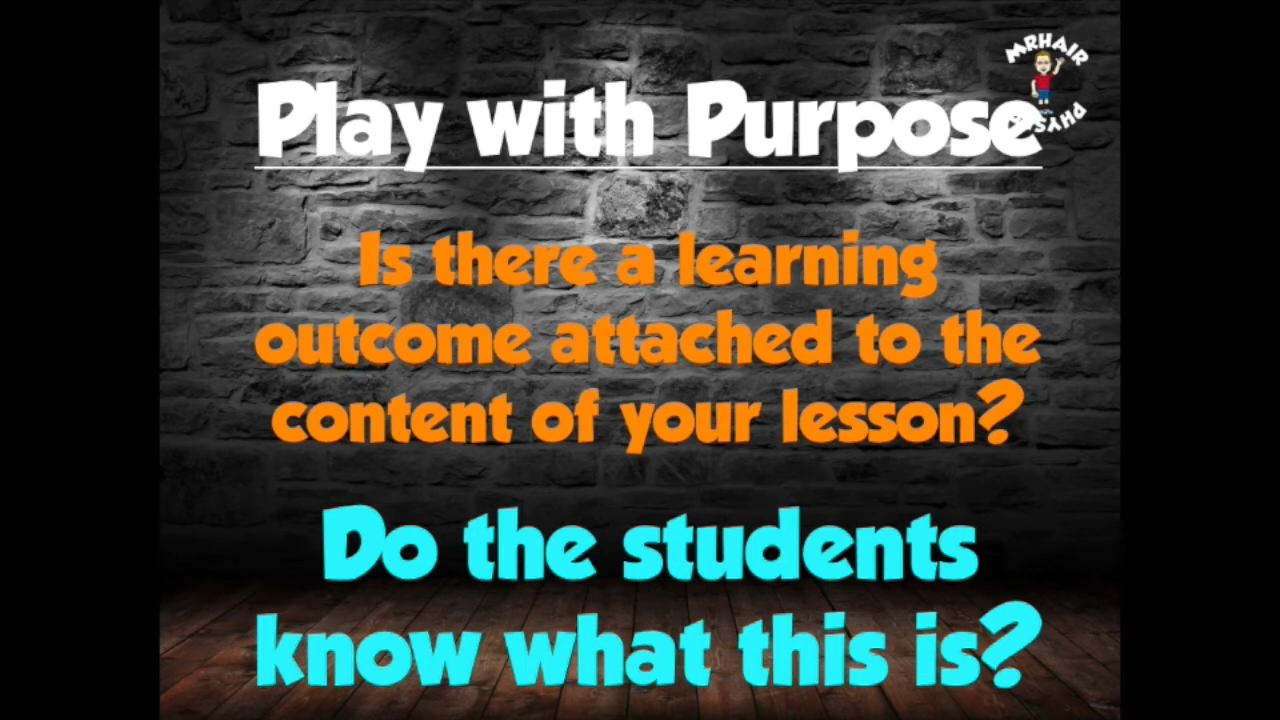 MRHAIR
Play with Purpose
Is there a learning
outcome attached to the
content of your lesson?
Do the students
know what this is?